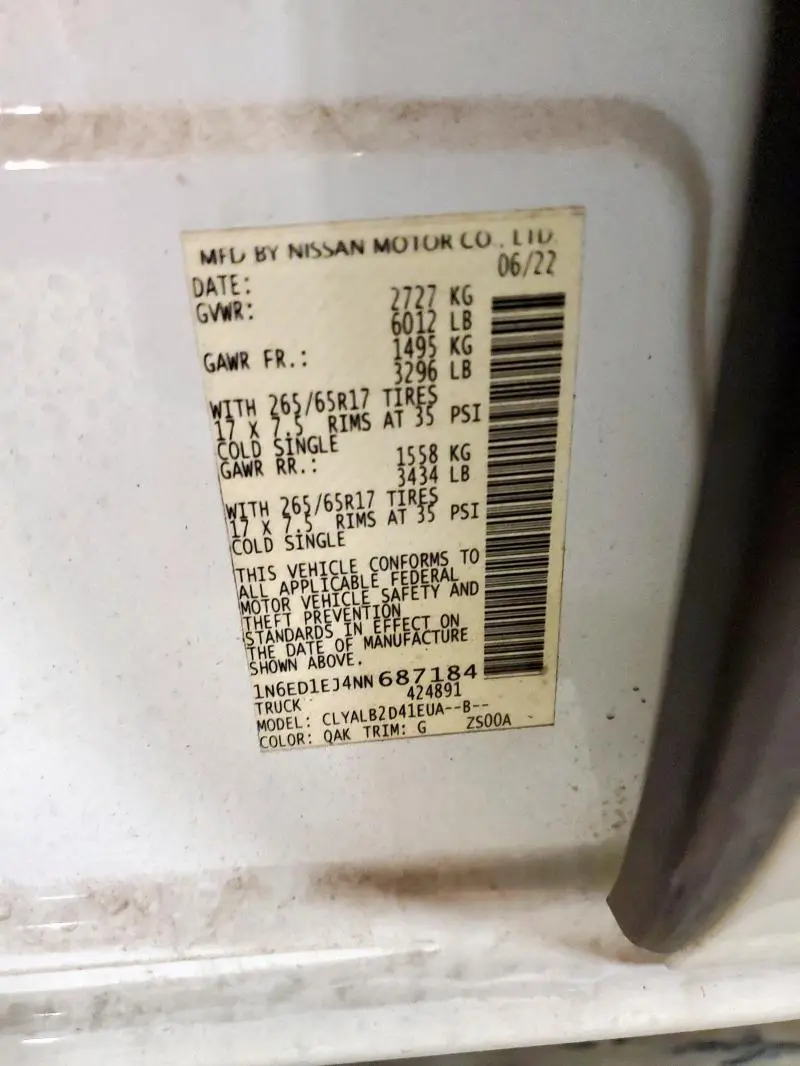 MFD BY NISSAN MOTOR CO., LTD.
DATE: 06/22
GVWR: 2727 KG
6012 LB
GAWR FR.: 1495 KG
3296 LB
WITH 265/65R17 TIRES
17 X 7.5 RIMS AT 35 PSI
COLD SINGLE
GAWR RR.: 1558 KG
3434 LB
WITH 265/65R17 TIRES
17 X 7.5 RIMS AT 35 PSI
COLD SINGLE
THIS VEHICLE CONFORMS TO
ALL APPLICABLE FEDERAL
MOTOR VEHICLE SAFETY AND
THEFT PREVENTION
STANDARDS IN EFFECT ON
THE DATE OF MANUFACTURE
SHOWN ABOVE.
1N6ED1EJ4NN687184
TRUCK 424891
MODEL: CLYALB2D41EUA--B--
COLOR: QAK TRIM: G ZS00A